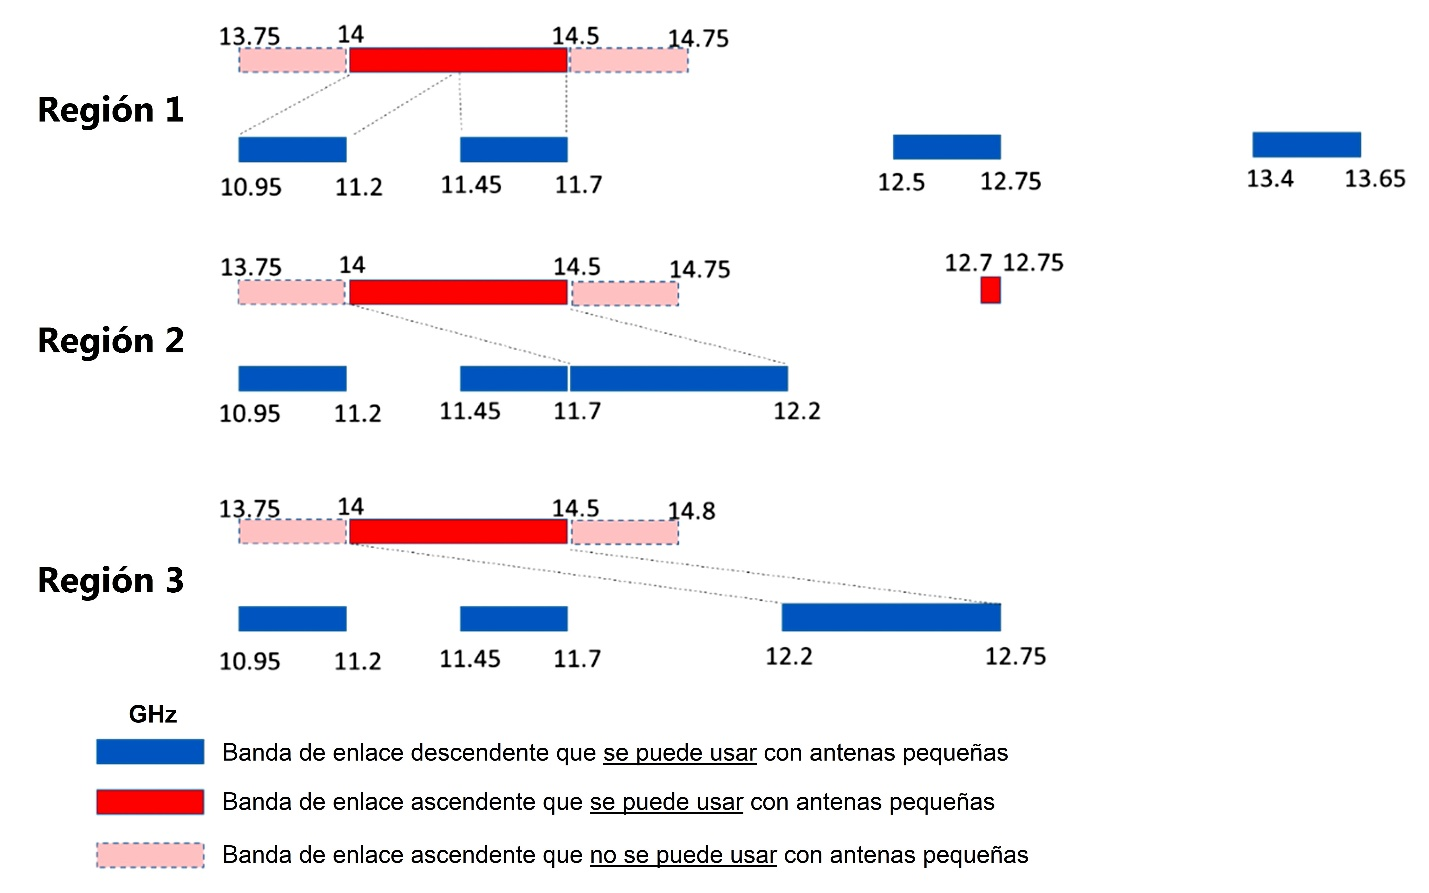 13.75 14 14.5 14.75
Región 1
10.95 11.2 11.45 11.7 12.5 12.75 13.4 13.65
13.75 14 14.5 14.75 12.7 12.75
Región 2
10.95 11.2 11.45 11.7 12.2
13.75 14 14.5 14.8
Región 3
10.95 11.2 11.45 11.7 12.2 12.75
GHz
Banda de enlace descendente que se puede usar con antenas pequeñas
Banda de enlace ascendente que se puede usar con antenas pequeñas
Banda de enlace ascendente que no se puede usar con antenas pequeñas